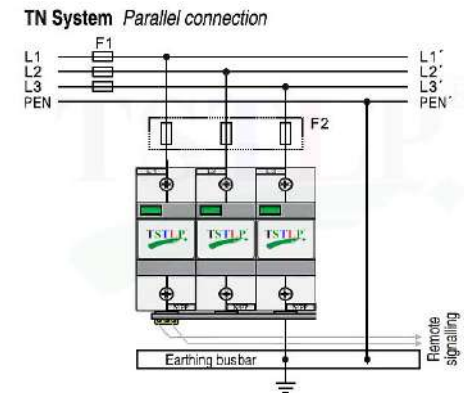 TN System Parallel connection
F1
L1 L1´
L2 L2´
L3 L3´
PEN PEN´
F2
TSTLP TSTLP TSTLP
Earthing busbar
Remote
signalling